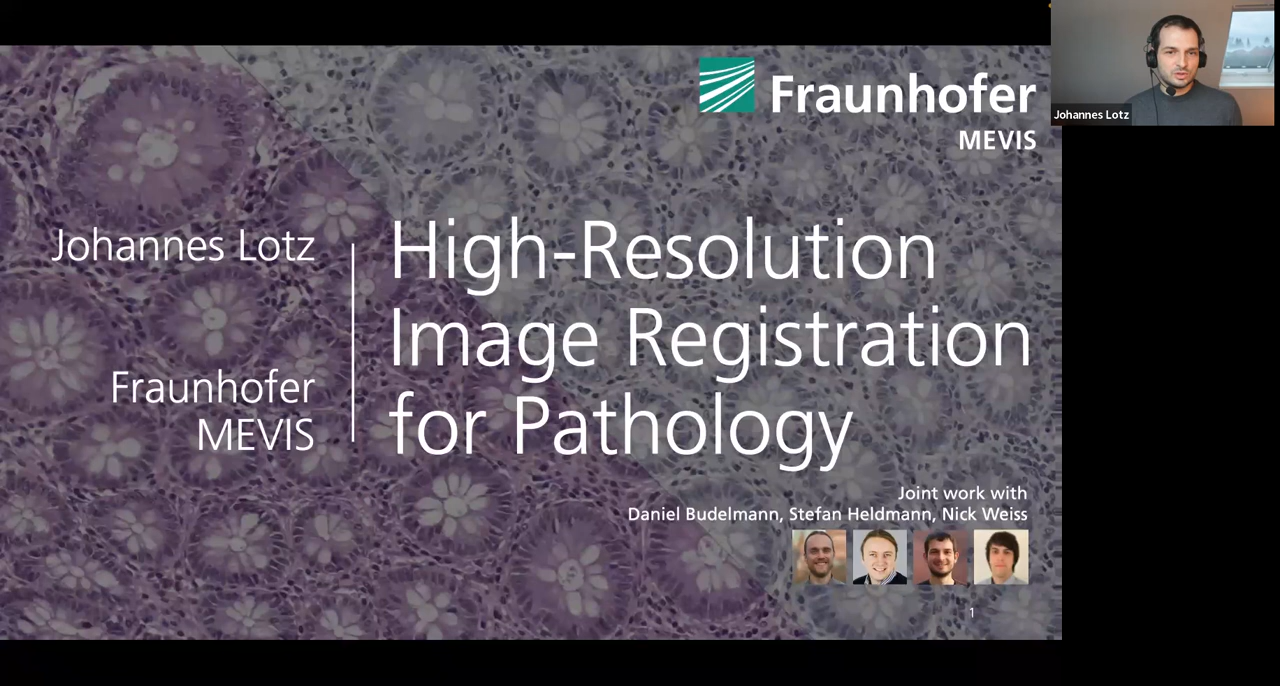 Fraunhofer
MEVIS
Johannes Lotz
Johannes Lotz
Fraunhofer
MEVIS
High-Resolution
Image Registration
for Pathology
Joint work with
Daniel Budelmann, Stefan Heldmann, Nick Weiss
1